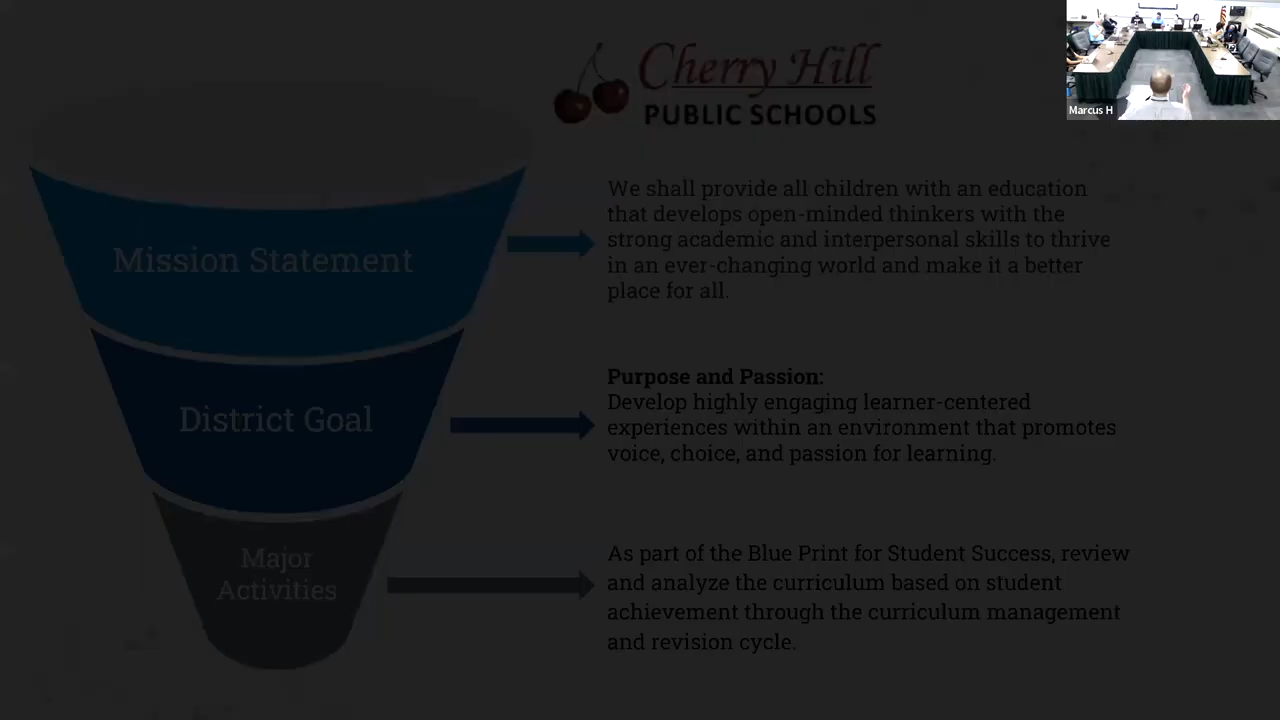 Cherry Hill
PUBLIC SCHOOLS
Marcus H
Mission Statement
We shall provide all children with an education
that develops open-minded thinkers with the
strong academic and interpersonal skills to thrive
in an ever-changing world and make it a better
place for all.
District Goal
Purpose and Passion:
Develop highly engaging learner-centered
experiences within an environment that promotes
voice, choice, and passion for learning.
Major
Activities
As part of the Blue Print for Student Success, review
and analyze the curriculum based on student
achievement through the curriculum management
and revision cycle.